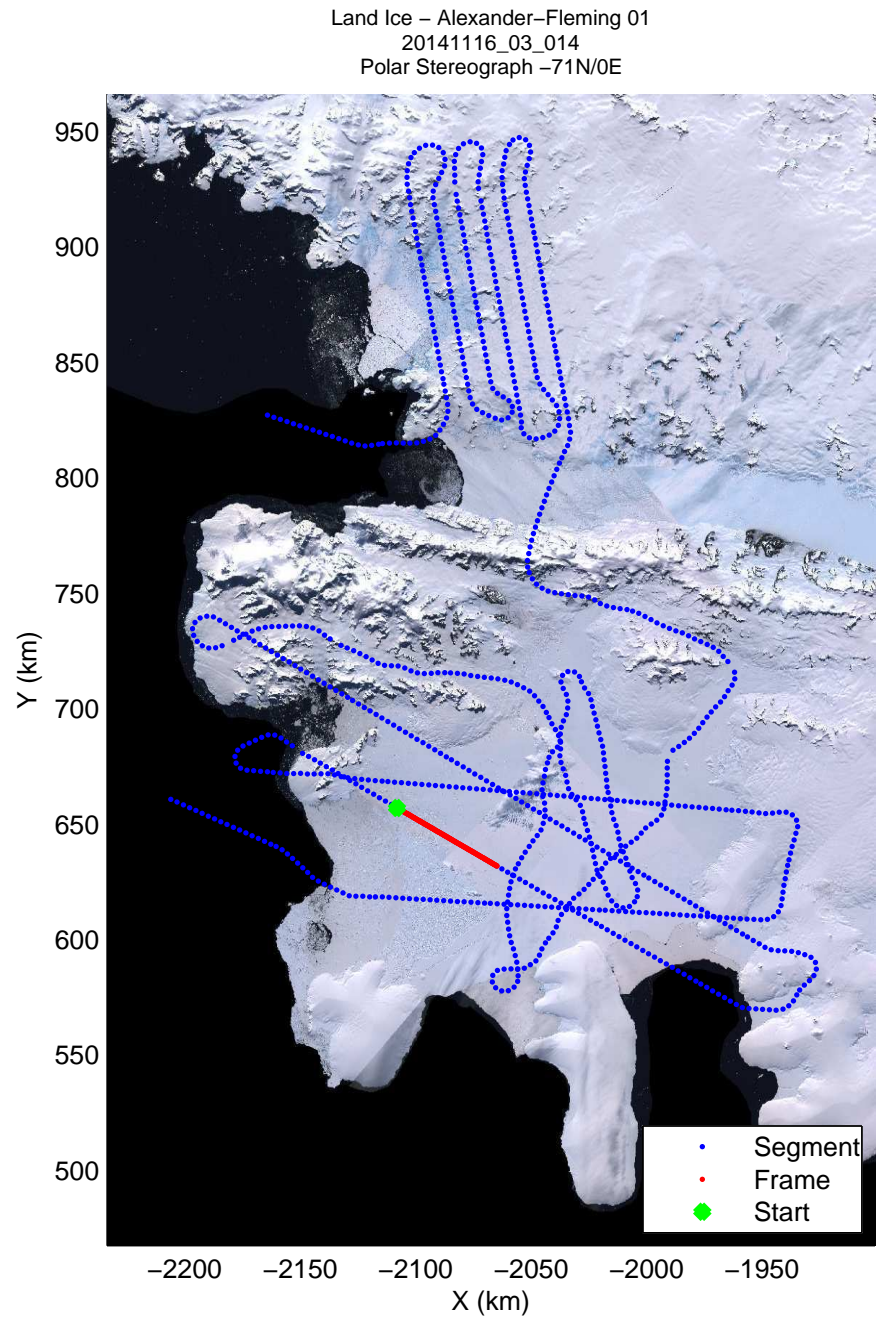 Land Ice − Alexander−Fleming 01
20141116_03_014
Polar Stereograph −71N/0E
950
900
850
800
750
700
650
600
550
500
Y (km)
−2200
−2150
−2100
−2050
−2000
−1950
X (km)
Segment
Frame
Start